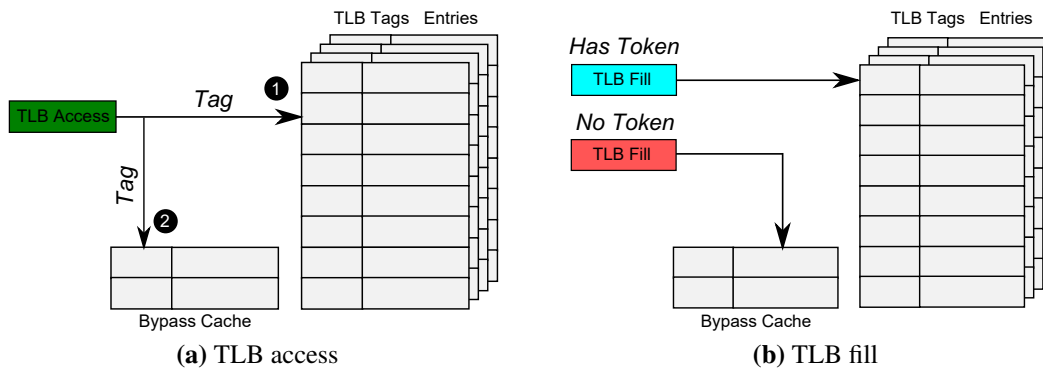 TLB Tags Entries
Tag
1
TLB Access
Tag
2
Bypass Cache
(a) TLB access
TLB Tags Entries
Has Token
TLB Fill
No Token
TLB Fill
Bypass Cache
(b) TLB fill